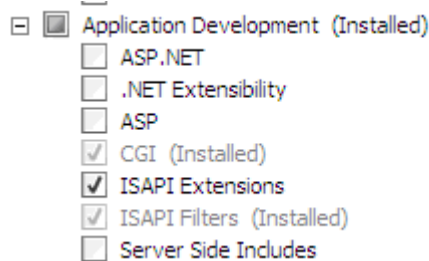 Application Development (Installed)
ASP.NET
.NET Extensibility
ASP
CGI (Installed)
ISAPI Extensions
ISAPI Filters (Installed)
Server Side Includes